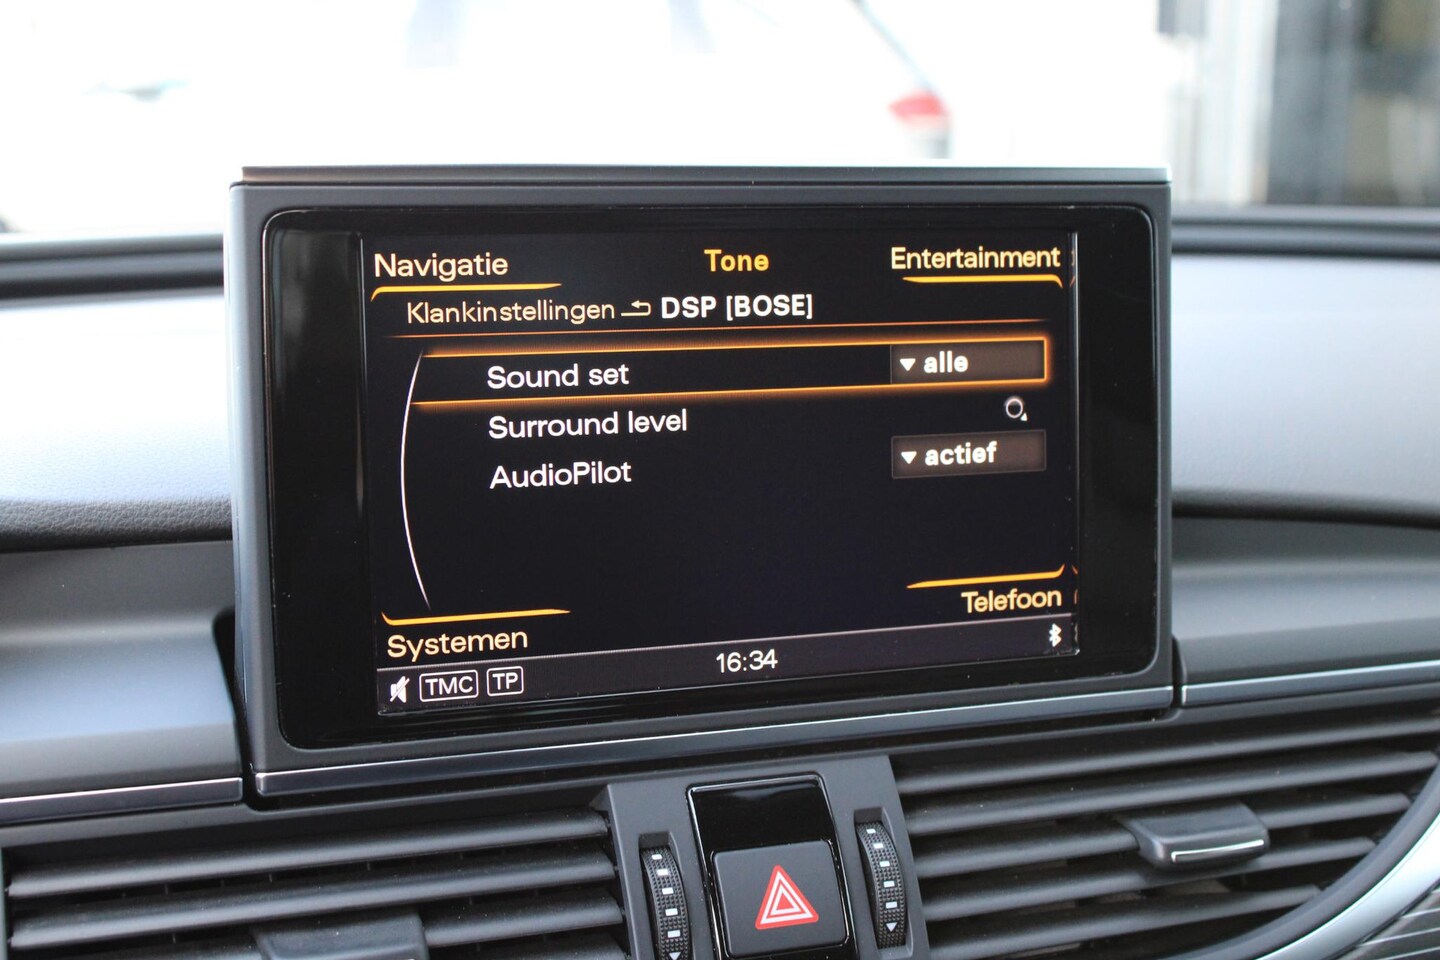 Navigatie Tone Entertainment
Klankinstellingen DSP [BOSE]
Sound set alle
Surround level
AudioPilot actief
Telefoon
Systemen
TMC TP 16:34